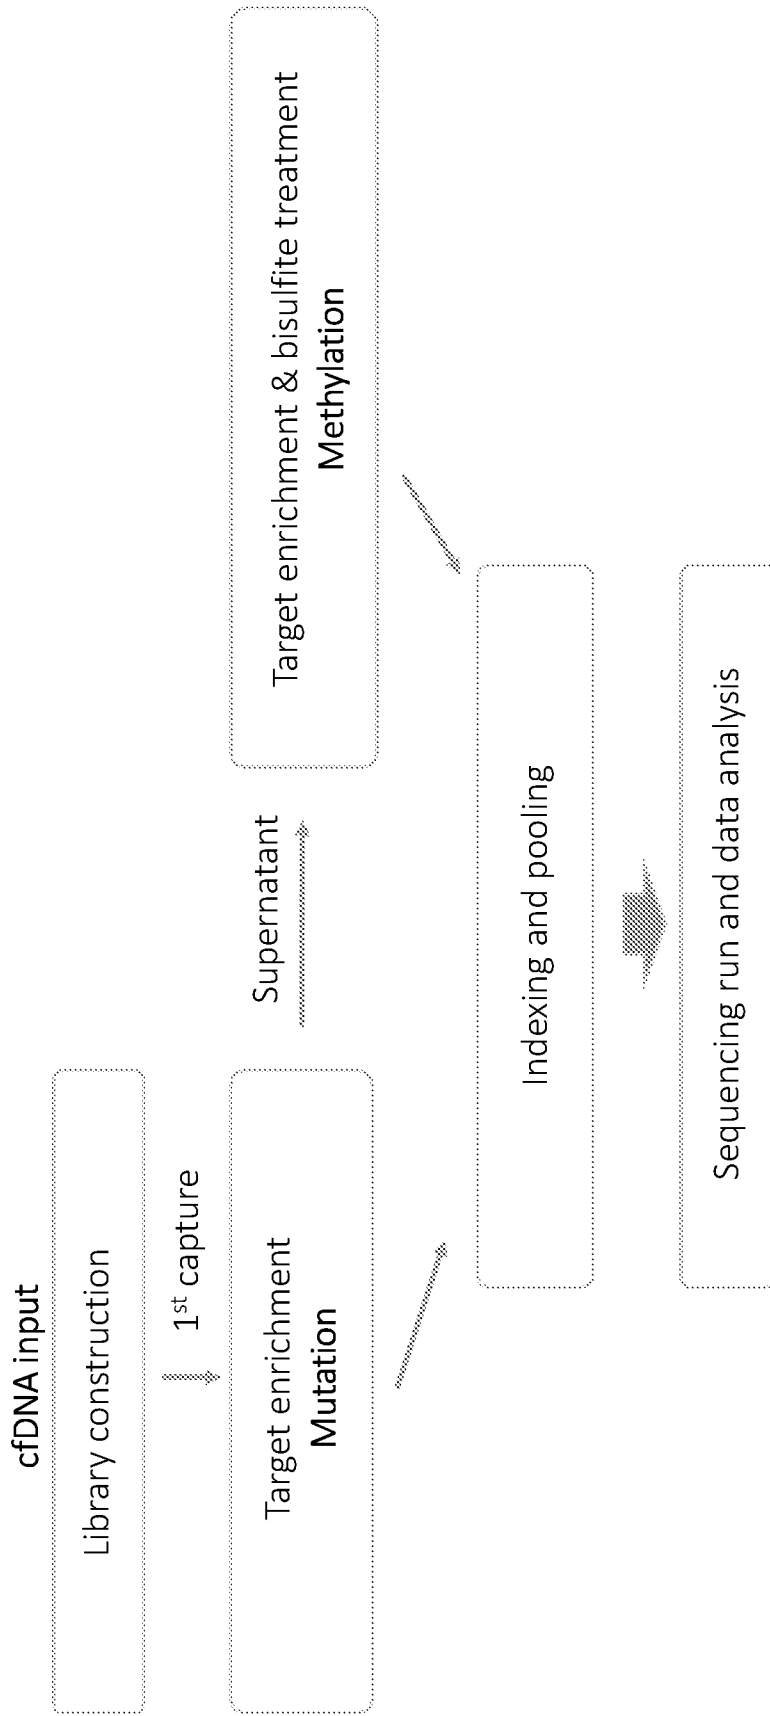 cfDNA input
Library construction
1st capture
Target enrichment
Mutation
Supernatant
Target enrichment & bisulfite treatment
Methylation
Indexing and pooling
Sequencing run and data analysis